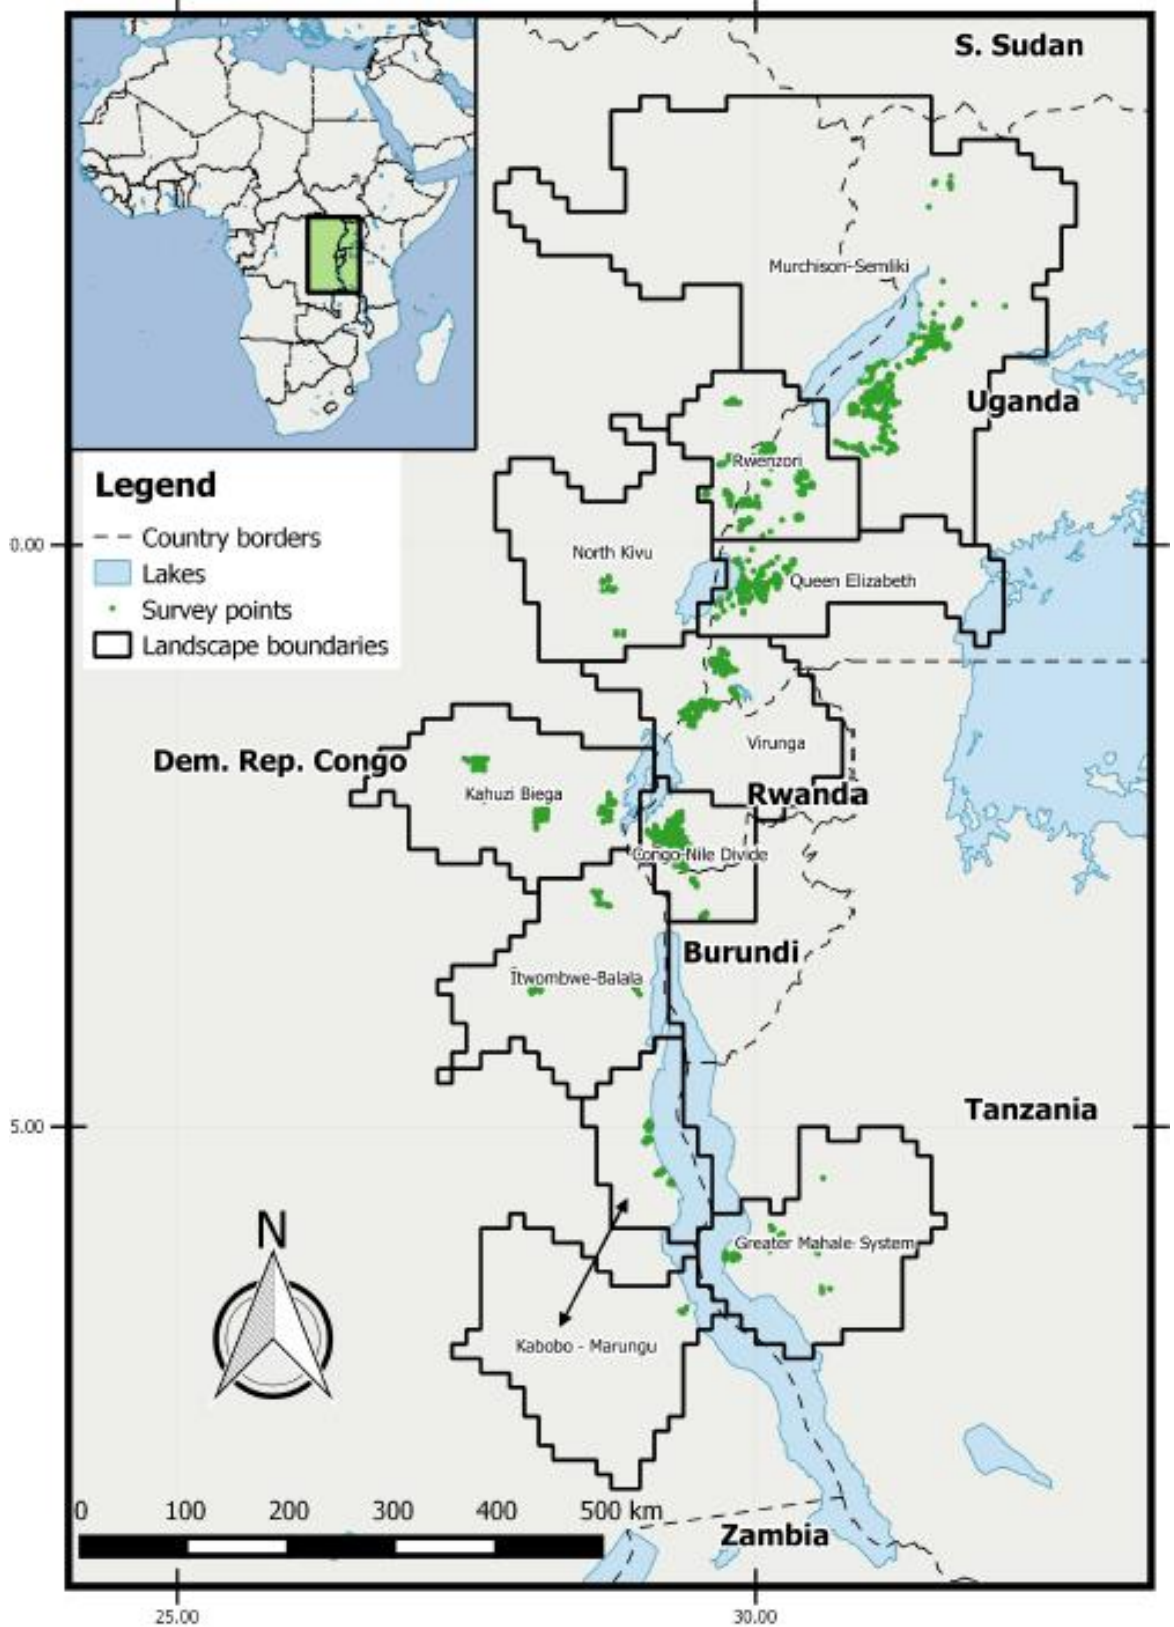 S. Sudan
Murchison-Semliki
Uganda
Rwenzori
Legend
Country borders
Lakes
Survey points
Landscape boundaries
0.00
North Kivu
Queen Elizabeth
Virunga
Dem. Rep. Congo
Kahuzi Biega
Rwanda
Congo-Nile Divide
Burundi
Itwombwe-Balala
Tanzania
5.00
N
Greater Mahale System
Kabobo - Marungu
0 100 200 300 400 500 km
Zambia
25.00 30.00